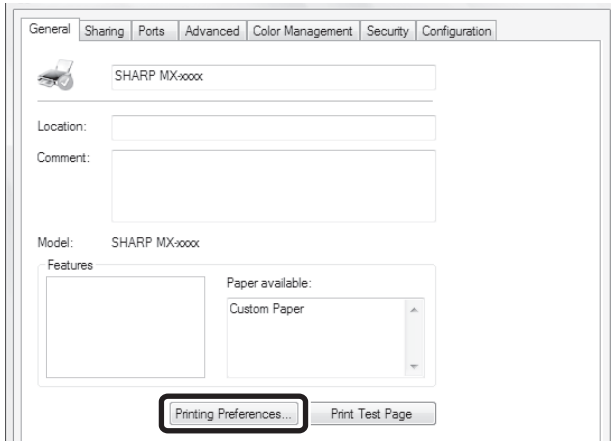 General Sharing Ports Advanced Color Management Security Configuration
SHARP MX-xxxx
Location:
Comment:
Model: SHARP MX-xxxx
Features
Paper available:
Custom Paper
Printing Preferences... Print Test Page